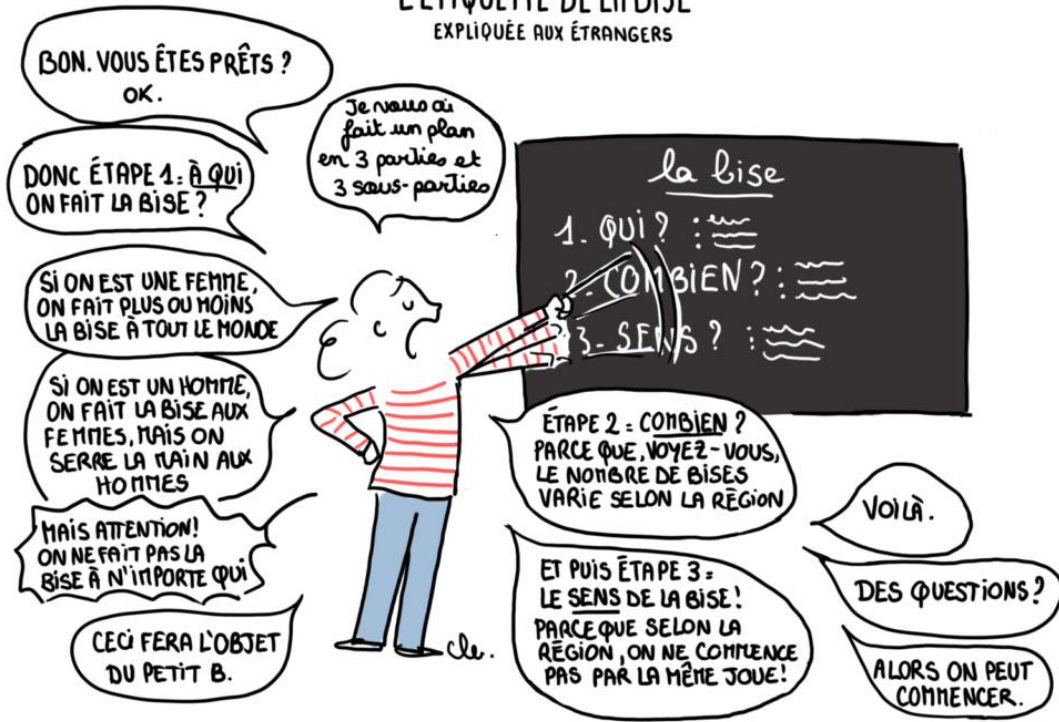 L'ÉTIQUETTE DE LA BISE
EXPLIQUÉE AUX ÉTRANGERS
BON. VOUS ÊTES PRÊTS ?
OK.
Je vous ai
fait un plan
en 3 parties et
3 sous-parties
DONC ÉTAPE 1 : À QUI
ON FAIT LA BISE ?
SI ON EST UNE FEMME,
ON FAIT PLUS OU MOINS
LA BISE À TOUT LE MONDE
SI ON EST UN HOMME,
ON FAIT LA BISE AUX
FEMMES, MAIS ON
SERRE LA MAIN AUX
HOMMES
MAIS ATTENTION!
ON NE FAIT PAS LA
BISE À N'IMPORTE QUI
CECI FERA L'OBJET
DU PETIT B.
la bise
1. QUI ? :
2. COMBIEN ? :
3. SENS ? :
ÉTAPE 2 : COMBIEN ?
PARCE QUE, VOYEZ-VOUS,
LE NOMBRE DE BISES
VARIE SELON LA RÉGION
ET PUIS ÉTAPE 3 :
LE SENS DE LA BISE!
PARCE QUE SELON LA
RÉGION, ON NE COMMENCE
PAS PAR LA MÊME JOUE!
VOILÀ.
DES QUESTIONS ?
ALORS ON PEUT
COMMENCER.
cle.